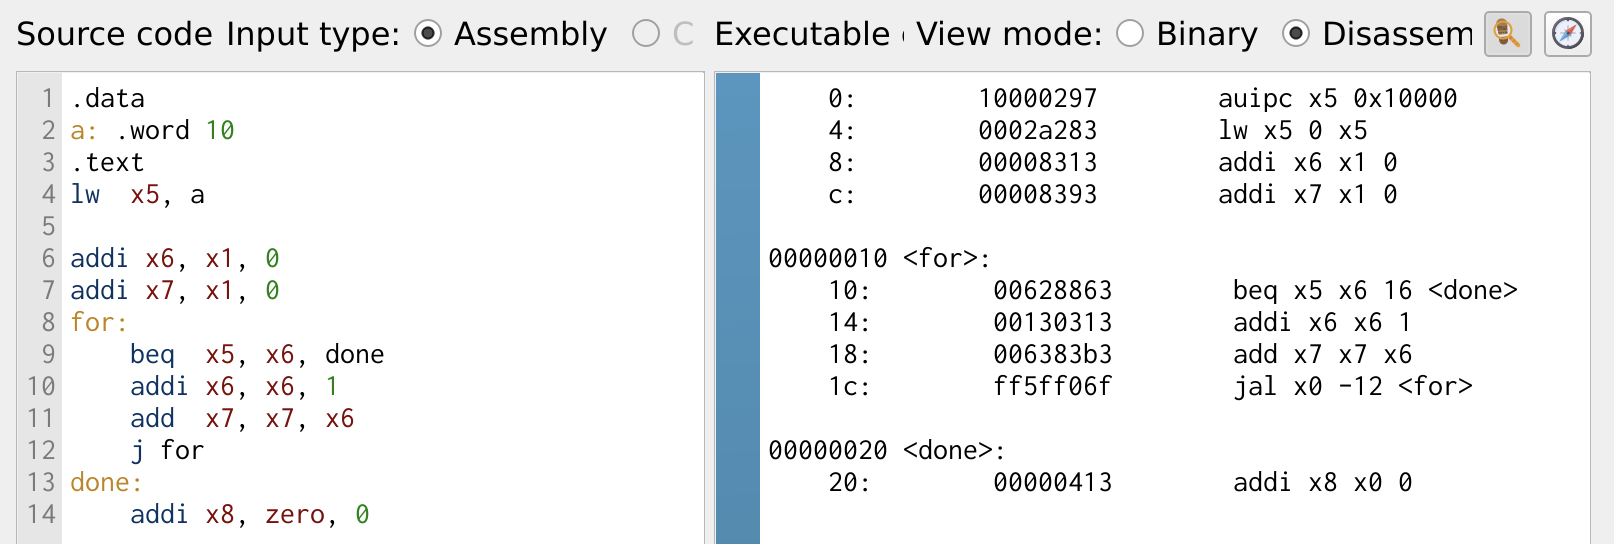 Source code Input type: Assembly C Executable View mode: Binary Disassem
1 .data
2 a: .word 10
3 .text
4 lw  x5, a
5
6 addi x6, x1, 0
7 addi x7, x1, 0
8 for:
9     beq  x5, x6, done
10     addi x6, x6, 1
11     add  x7, x7, x6
12     j for
13 done:
14     addi x8, zero, 0
0: 10000297 auipc x5 0x10000
4: 0002a283 lw x5 0 x5
8: 00008313 addi x6 x1 0
c: 00008393 addi x7 x1 0
00000010 <for>:
10: 00628863 beq x5 x6 16 <done>
14: 00130313 addi x6 x6 1
18: 006383b3 add x7 x7 x6
1c: ff5ff06f jal x0 -12 <for>
00000020 <done>:
20: 00000413 addi x8 x0 0